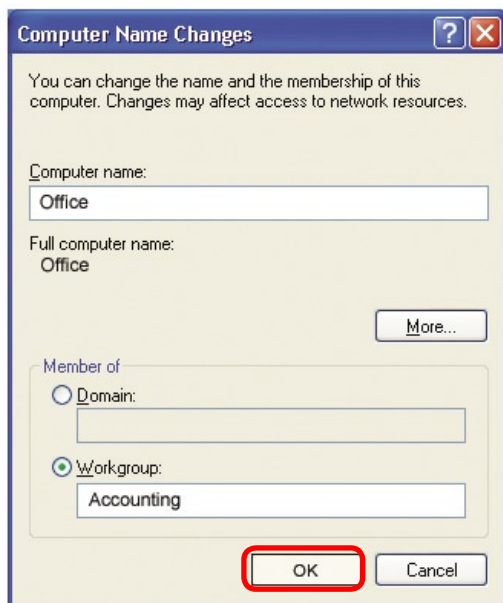 Computer Name Changes
You can change the name and the membership of this
computer. Changes may affect access to network resources.
Computer name:
Office
Full computer name:
Office
More...
Member of
Domain:
Workgroup:
Accounting
OK
Cancel